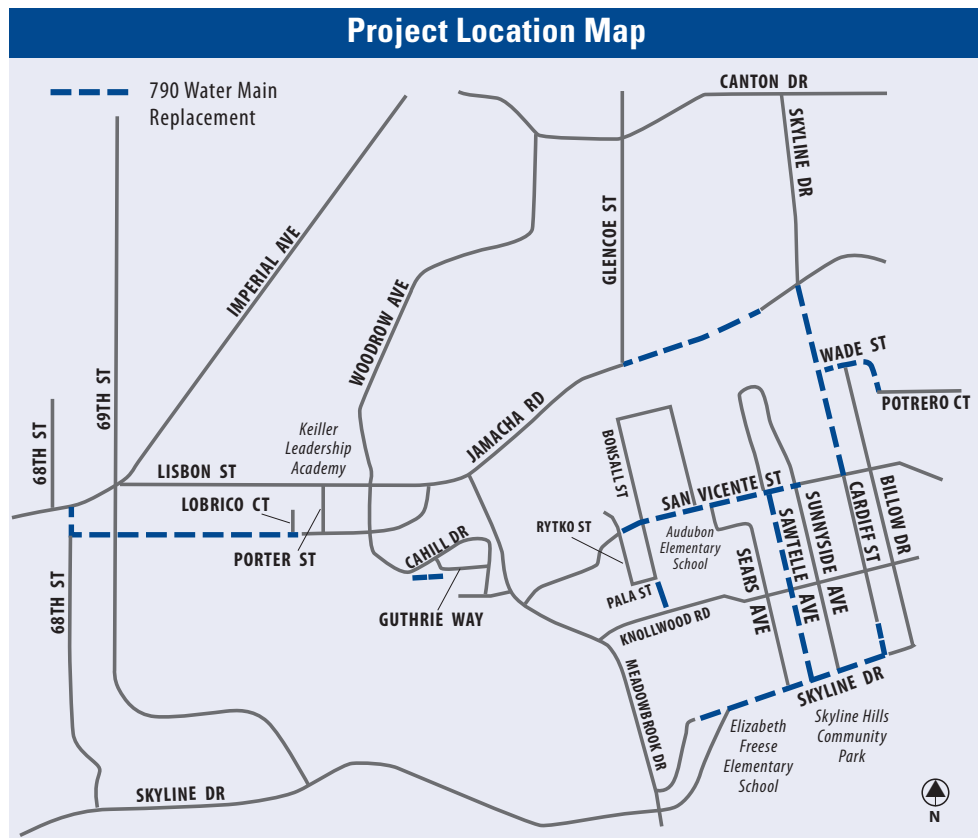 Project Location Map
790 Water Main
Replacement
CANTON DR
SKYLINE DR
GLENCOE ST
IMPERIAL AVE
WOODROW AVE
69TH ST
68TH ST
JAMACHA RD
WADE ST
POTRERO CT
Keiller
Leadership
Academy
LISBON ST
LOBRICO CT
PORTER ST
BONSALL ST
SAN VICENTE ST
RYTKO ST
Audubon
Elementary
School
CAHILL DR
GUTHRIE WAY
PALA ST
KNOLLWOOD RD
SEARS AVE
SAWTELLE AVE
SUNNYSIDE AVE
CARDIFF ST
BILLOW DR
68TH ST
MEADOWBROOK DR
SKYLINE DR
Elizabeth
Freese
Elementary
School
Skyline Hills
Community
Park
SKYLINE DR
N